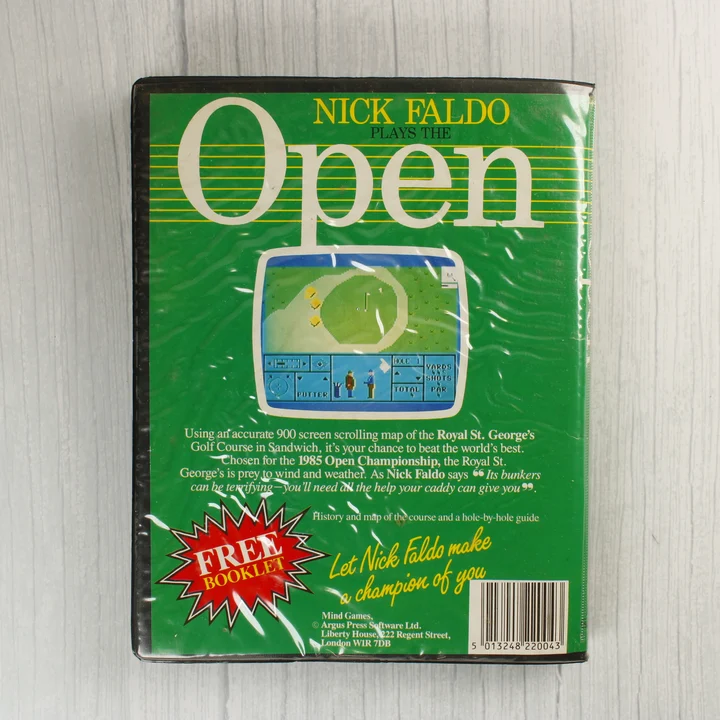 NICK FALDO
PLAYS THE
Open
HOLE 1
YARDS
SHOTS
PUTTER
TOTAL
PAR
Using an accurate 900 screen scrolling map of the Royal St. George's
Golf Course in Sandwich, it's your chance to beat the world's best.
Chosen for the 1985 Open Championship, the Royal St.
George's is prey to wind and weather. As Nick Faldo says ❝Its bunkers
can be terrifying—you'll need all the help your caddy can give you❞.
History and map of the course and a hole-by-hole guide
FREE
BOOKLET
Let Nick Faldo make
a champion of you
Mind Games,
© Argus Press Software Ltd.
Liberty House, 222 Regent Street,
London W1R 7DB
5 013248 220043